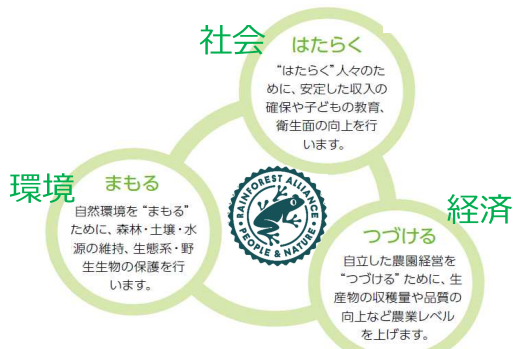 社会
はたらく
“はたらく”人々のた
めに、安定した収入の
確保や子どもの教育、
衛生面の向上を行
います。
環境
まもる
自然環境を“まもる”
ために、森林・土壌・水
源の維持、生態系・野
生生物の保護を行
います。
RAINFOREST ALLIANCE
PEOPLE & NATURE
経済
つづける
自立した農園経営を
“つづける”ために、生
産物の収穫量や品質の
向上など農業レベル
を上げます。